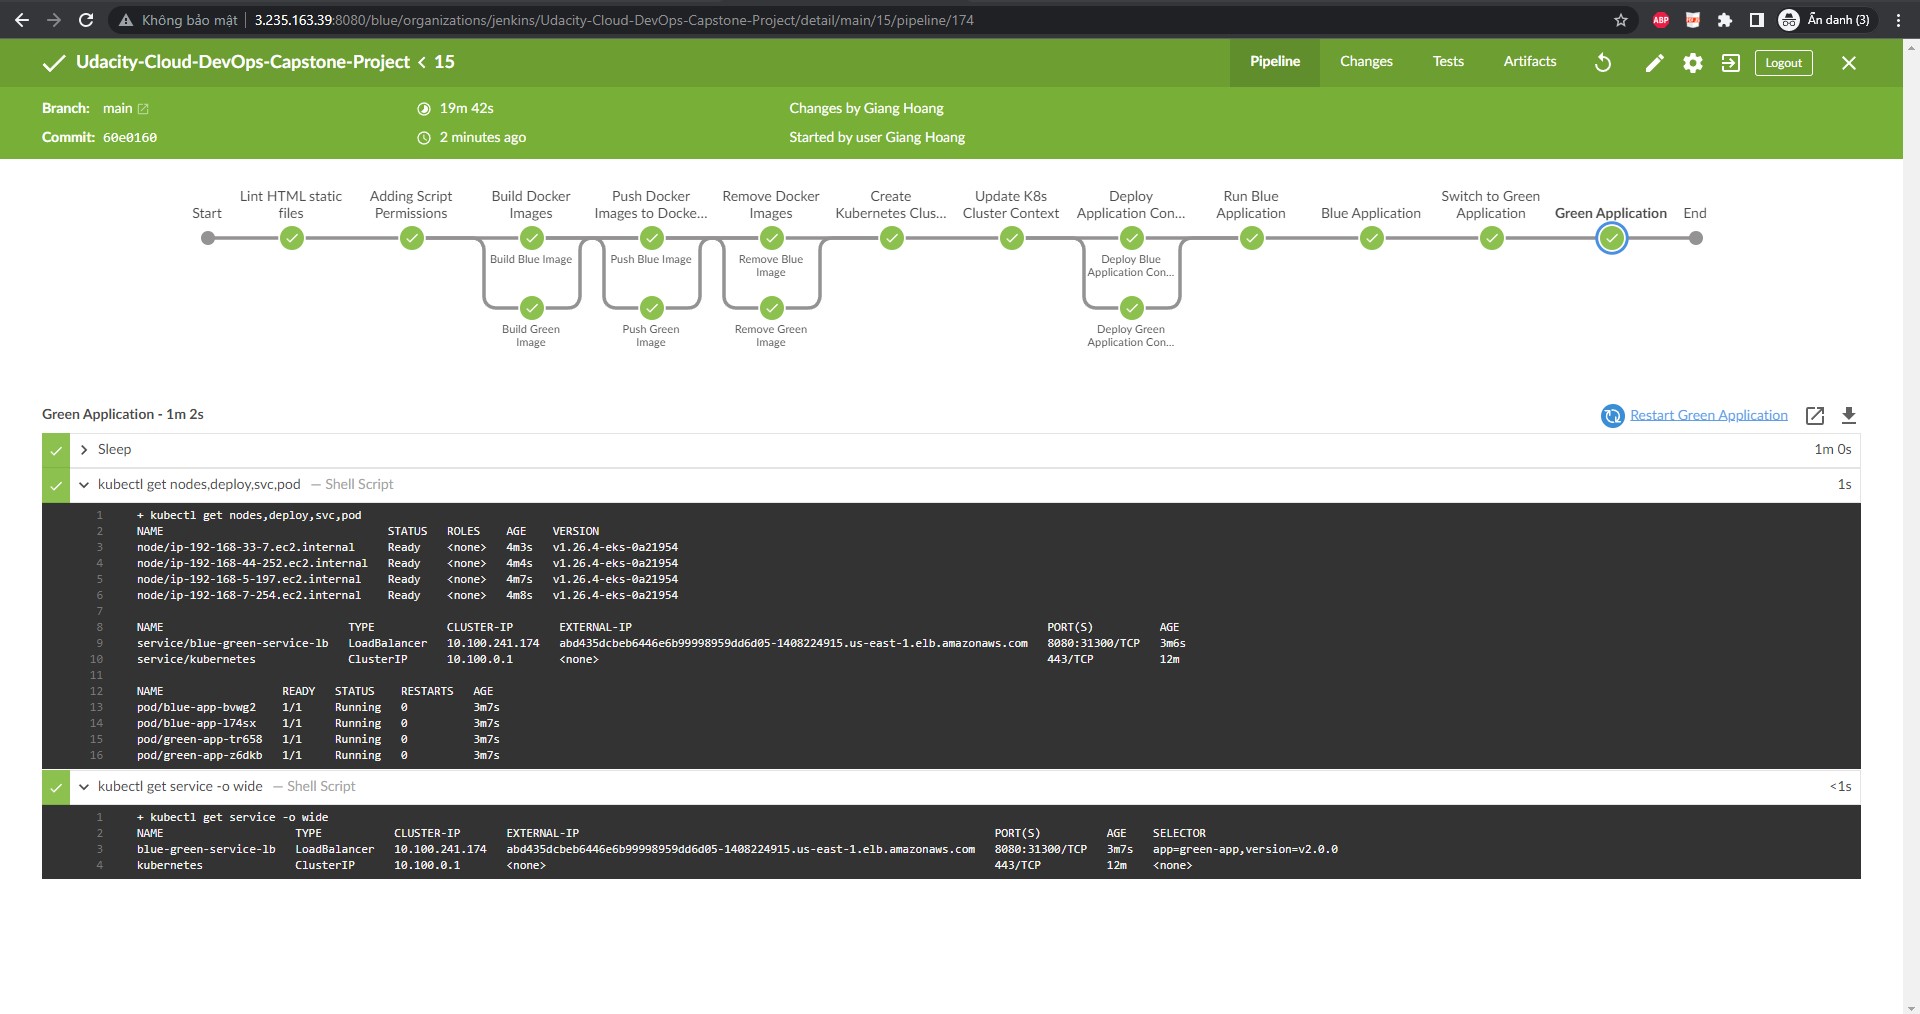 Không bảo mật 3.235.163.39:8080/blue/organizations/jenkins/Udacity-Cloud-DevOps-Capstone-Project/detail/main/15/pipeline/174 ABP Ẩn danh (3)
Udacity-Cloud-DevOps-Capstone-Project < 15 Pipeline Changes Tests Artifacts Logout
Branch: main 19m 42s Changes by Giang Hoang
Commit: 60e0160 2 minutes ago Started by user Giang Hoang
Start
Lint HTML static
files
Adding Script
Permissions
Build Docker
Images
Push Docker
Images to Docke...
Remove Docker
Images
Create
Kubernetes Clus...
Update K8s
Cluster Context
Deploy
Application Con...
Run Blue
Application
Blue Application
Switch to Green
Application
Green Application
End
Build Blue Image
Push Blue Image
Remove Blue
Image
Deploy Blue
Application Con...
Build Green
Image
Push Green
Image
Remove Green
Image
Deploy Green
Application Con...
Green Application - 1m 2s Restart Green Application
Sleep 1m 0s
kubectl get nodes,deploy,svc,pod — Shell Script 1s
1 + kubectl get nodes,deploy,svc,pod
2 NAME STATUS ROLES AGE VERSION
3 node/ip-192-168-33-7.ec2.internal Ready <none> 4m3s v1.26.4-eks-0a21954
4 node/ip-192-168-44-252.ec2.internal Ready <none> 4m4s v1.26.4-eks-0a21954
5 node/ip-192-168-5-197.ec2.internal Ready <none> 4m7s v1.26.4-eks-0a21954
6 node/ip-192-168-7-254.ec2.internal Ready <none> 4m8s v1.26.4-eks-0a21954
7
8 NAME TYPE CLUSTER-IP EXTERNAL-IP PORT(S) AGE
9 service/blue-green-service-lb LoadBalancer 10.100.241.174 abd435dcbeb6446e6b99998959dd6d05-1408224915.us-east-1.elb.amazonaws.com 8080:31300/TCP 3m6s
10 service/kubernetes ClusterIP 10.100.0.1 <none> 443/TCP 12m
11
12 NAME READY STATUS RESTARTS AGE
13 pod/blue-app-bvwg2 1/1 Running 0 3m7s
14 pod/blue-app-l74sx 1/1 Running 0 3m7s
15 pod/green-app-tr658 1/1 Running 0 3m7s
16 pod/green-app-z6dkb 1/1 Running 0 3m7s
kubectl get service -o wide — Shell Script <1s
1 + kubectl get service -o wide
2 NAME TYPE CLUSTER-IP EXTERNAL-IP PORT(S) AGE SELECTOR
3 blue-green-service-lb LoadBalancer 10.100.241.174 abd435dcbeb6446e6b99998959dd6d05-1408224915.us-east-1.elb.amazonaws.com 8080:31300/TCP 3m7s app=green-app,version=v2.0.0
4 kubernetes ClusterIP 10.100.0.1 <none> 443/TCP 12m <none>